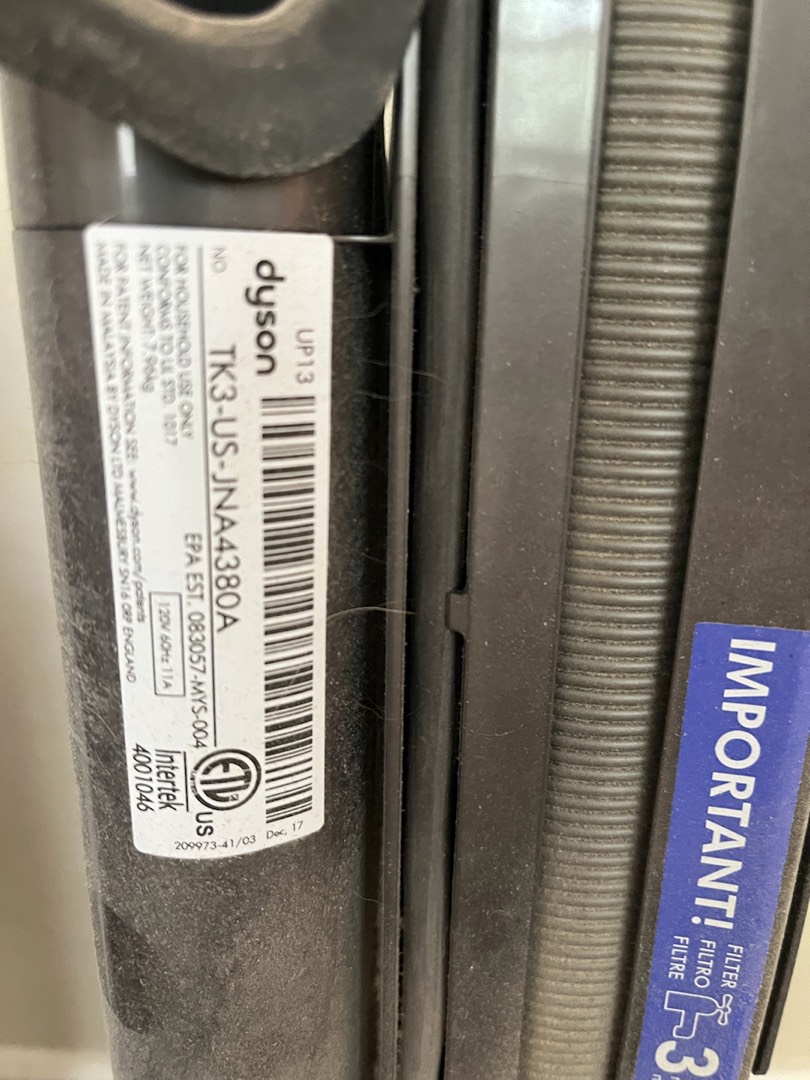 UP13
dyson
NO.
TK3-US-JNA4380A
EPA EST. 083057-MYS-004
FOR HOUSEHOLD USE ONLY
CONFORMS TO UL STD. 1017
NET WEIGHT
120V 60Hz 11A
FOR PATENT INFORMATION SEE: www.dyson.com/patents
MADE IN MALAYSIA BY DYSON LTD MALMESBURY SN16 0RP ENGLAND
ETL
US
Intertek
4001046
209973-41/03 Dec, 17
IMPORTANT!
FILTER
FILTRO
FILTRE
3